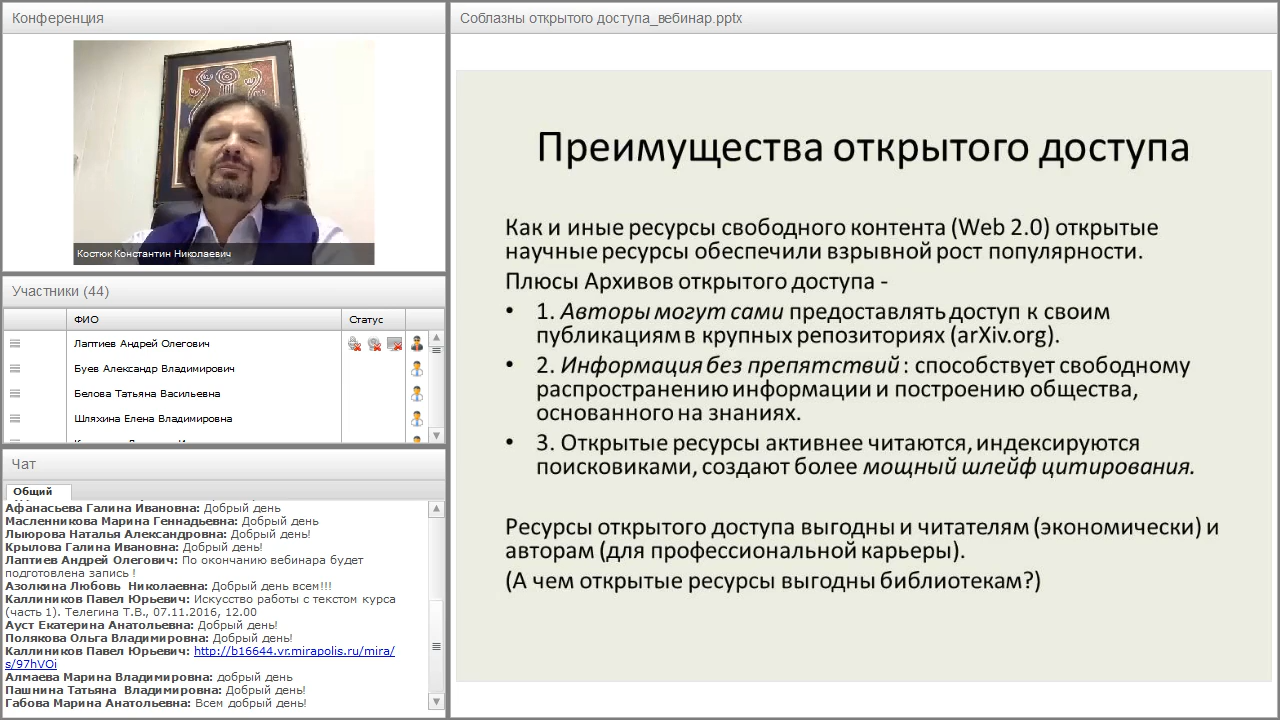 Конференция
Костюк Константин Николаевич
Участники (44)
ФИО
Статус
Лаптиев Андрей Олегович
Буев Александр Владимирович
Белова Татьяна Васильевна
Шляхина Елена Владимировна
Чат
Общий
Афанасьева Галина Ивановна: Добрый день
Масленникова Марина Геннадьевна: Добрый день
Льюрова Наталья Александровна: Добрый день!
Крылова Галина Ивановна: Добрый день!
Лаптиев Андрей Олегович: По окончанию вебинара будет
подготовлена запись !
Азолкина Любовь Николаевна: Добрый день всем!!!
Каллиников Павел Юрьевич: Искусство работы с текстом курса
(часть 1). Телегина Т.В., 07.11.2016, 12.00
Ауст Екатерина Анатольевна: Добрый день!
Полякова Ольга Владимировна: Добрый день!
Каллиников Павел Юрьевич: http://b16644.vr.mirapolis.ru/mira/
s/97hVOi
Алмаева Марина Владимировна: добрый день
Пашнина Татьяна Владимировна: Добрый день!
Габова Марина Анатольевна: Всем добрый день!
Соблазны открытого доступа_вебинар.pptx
Преимущества открытого доступа
Как и иные ресурсы свободного контента (Web 2.0) открытые
научные ресурсы обеспечили взрывной рост популярности.
Плюсы Архивов открытого доступа -
• 1. Авторы могут сами предоставлять доступ к своим
публикациям в крупных репозиториях (arXiv.org).
• 2. Информация без препятствий : способствует свободному
распространению информации и построению общества,
основанного на знаниях.
• 3. Открытые ресурсы активнее читаются, индексируются
поисковиками, создают более мощный шлейф цитирования.
Ресурсы открытого доступа выгодны и читателям (экономически) и
авторам (для профессиональной карьеры).
(А чем открытые ресурсы выгодны библиотекам?)